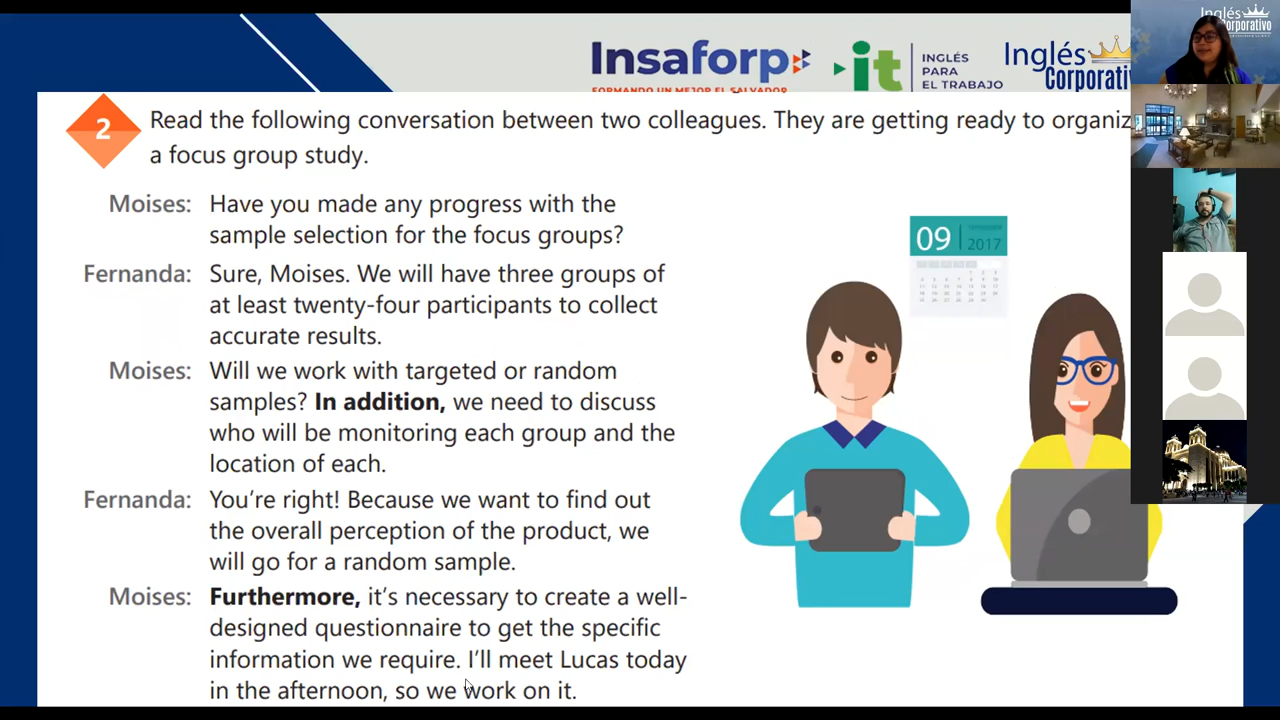 Insaforp
FORMANDO UN MEJOR EL SALVADOR
it
INGLÉS
PARA
EL TRABAJO
Inglés
Corporativ
Inglés
Corporativo
2
Read the following conversation between two colleagues. They are getting ready to organiz
a focus group study.
Moises: Have you made any progress with the
sample selection for the focus groups?
Fernanda: Sure, Moises. We will have three groups of
at least twenty-four participants to collect
accurate results.
Moises: Will we work with targeted or random
samples? In addition, we need to discuss
who will be monitoring each group and the
location of each.
Fernanda: You're right! Because we want to find out
the overall perception of the product, we
will go for a random sample.
Moises: Furthermore, it's necessary to create a well-
designed questionnaire to get the specific
information we require. I'll meet Lucas today
in the afternoon, so we work on it.
09
2017